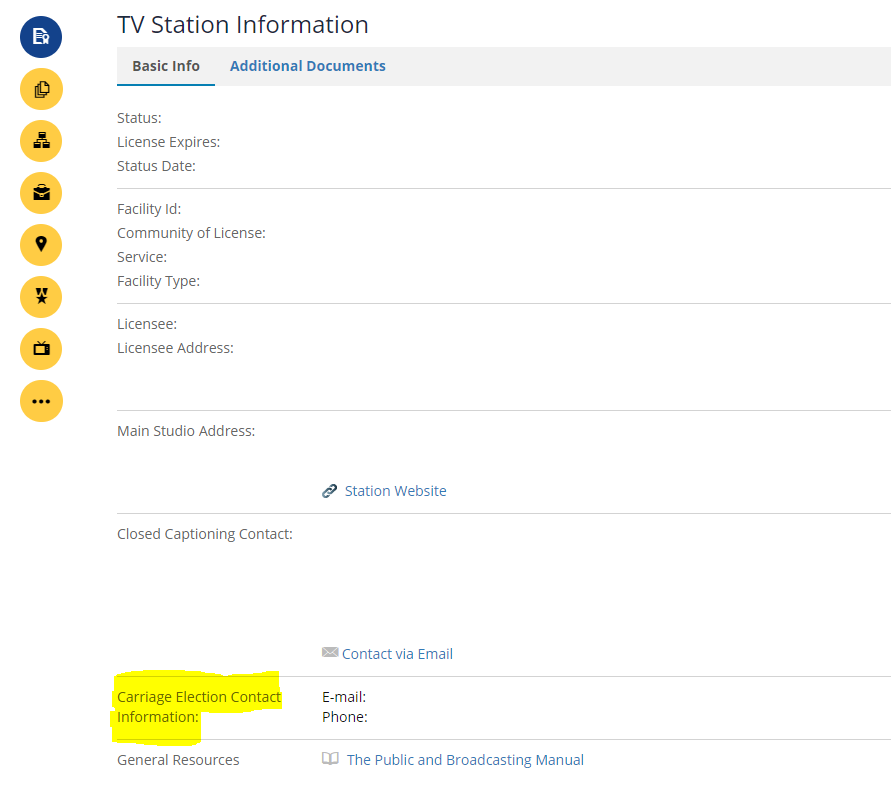 TV Station Information
Basic Info Additional Documents
Status:
License Expires:
Status Date:
Facility Id:
Community of License:
Service:
Facility Type:
Licensee:
Licensee Address:
Main Studio Address:
Station Website
Closed Captioning Contact:
Contact via Email
Carriage Election Contact
Information:
E-mail:
Phone:
General Resources
The Public and Broadcasting Manual